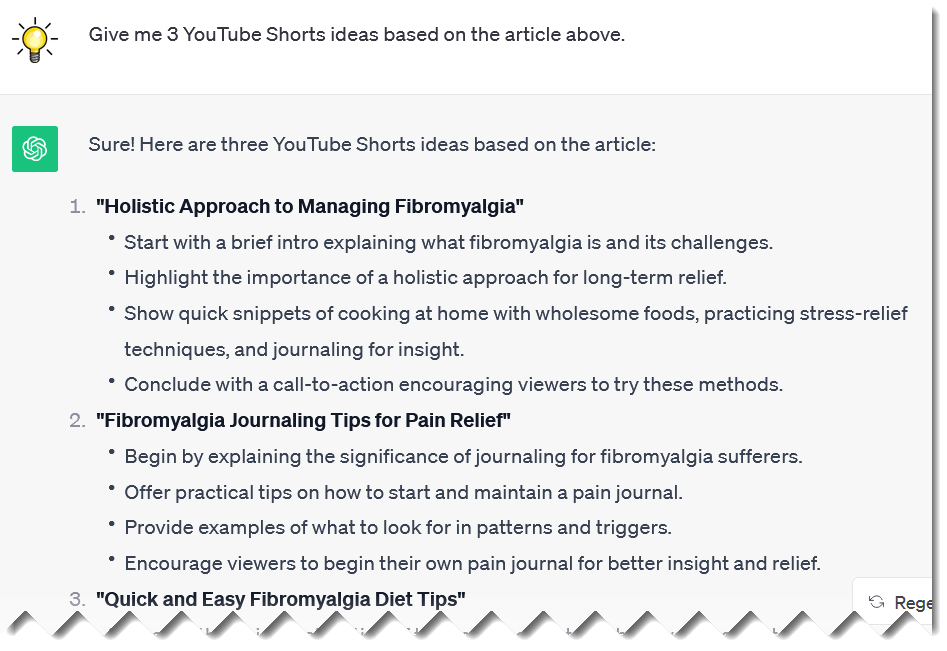 Give me 3 YouTube Shorts ideas based on the article above.
Sure! Here are three YouTube Shorts ideas based on the article:
1. "Holistic Approach to Managing Fibromyalgia"
• Start with a brief intro explaining what fibromyalgia is and its challenges.
• Highlight the importance of a holistic approach for long-term relief.
• Show quick snippets of cooking at home with wholesome foods, practicing stress-relief
techniques, and journaling for insight.
• Conclude with a call-to-action encouraging viewers to try these methods.
2. "Fibromyalgia Journaling Tips for Pain Relief"
• Begin by explaining the significance of journaling for fibromyalgia sufferers.
• Offer practical tips on how to start and maintain a pain journal.
• Provide examples of what to look for in patterns and triggers.
• Encourage viewers to begin their own pain journal for better insight and relief.
3. "Quick and Easy Fibromyalgia Diet Tips"
Rege